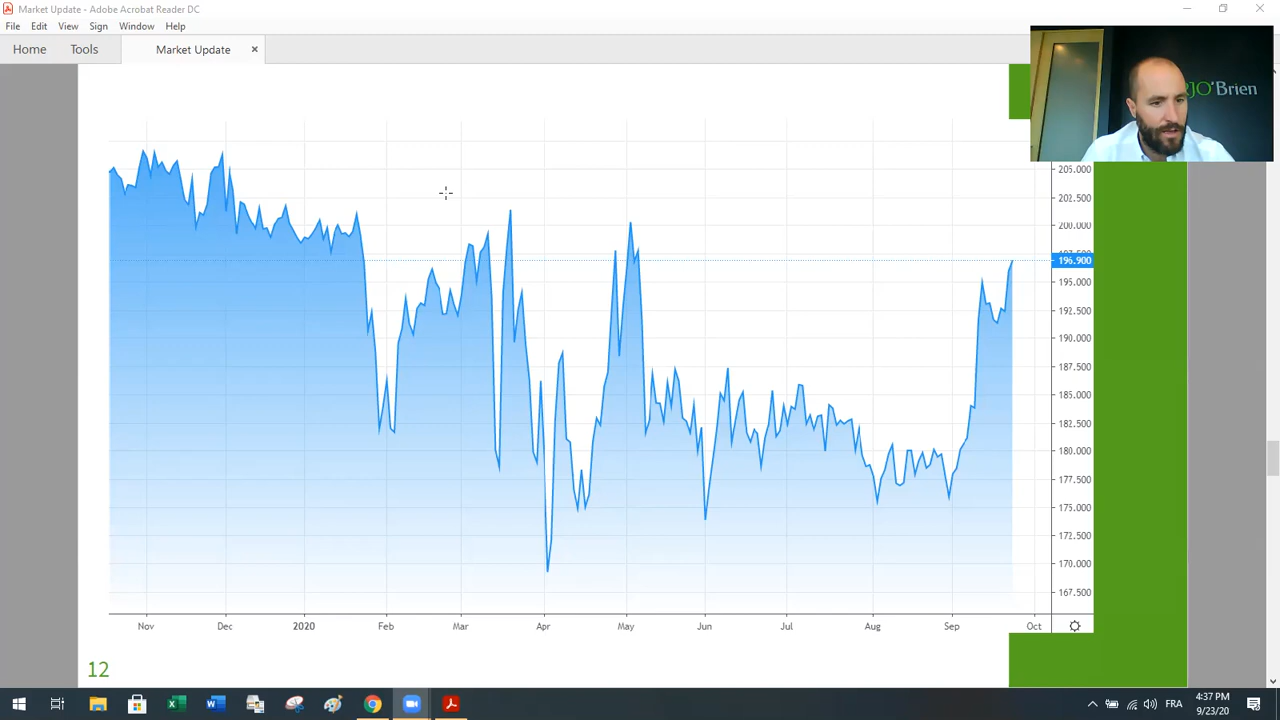 Market Update - Adobe Acrobat Reader DC
File Edit View Sign Window Help
Home Tools Market Update
JO'Brien
205.000
202.500
200.000
196.900
195.000
192.500
190.000
187.500
185.000
182.500
180.000
177.500
175.000
172.500
170.000
167.500
Nov Dec 2020 Feb Mar Apr May Jun Jul Aug Sep Oct
12
FRA
4:37 PM
9/23/20